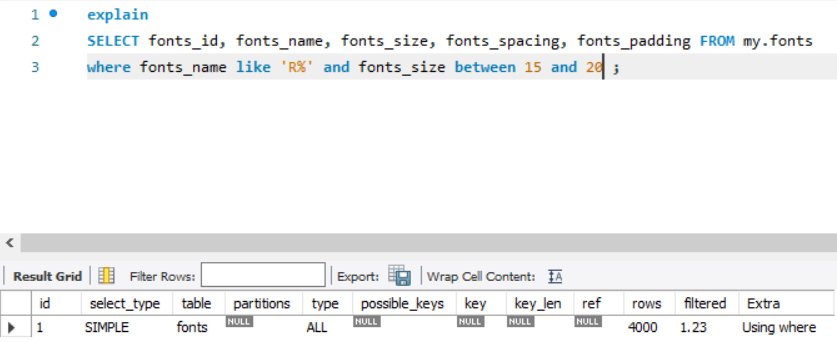 1 explain
2 SELECT fonts_id, fonts_name, fonts_size, fonts_spacing, fonts_padding FROM my.fonts
3 where fonts_name like 'R%' and fonts_size between 15 and 20 ;
Result Grid Filter Rows: Export: Wrap Cell Content: IA
id select_type table partitions type possible_keys key key_len ref rows filtered Extra
1 SIMPLE fonts NULL ALL NULL NULL NULL NULL 4000 1.23 Using where